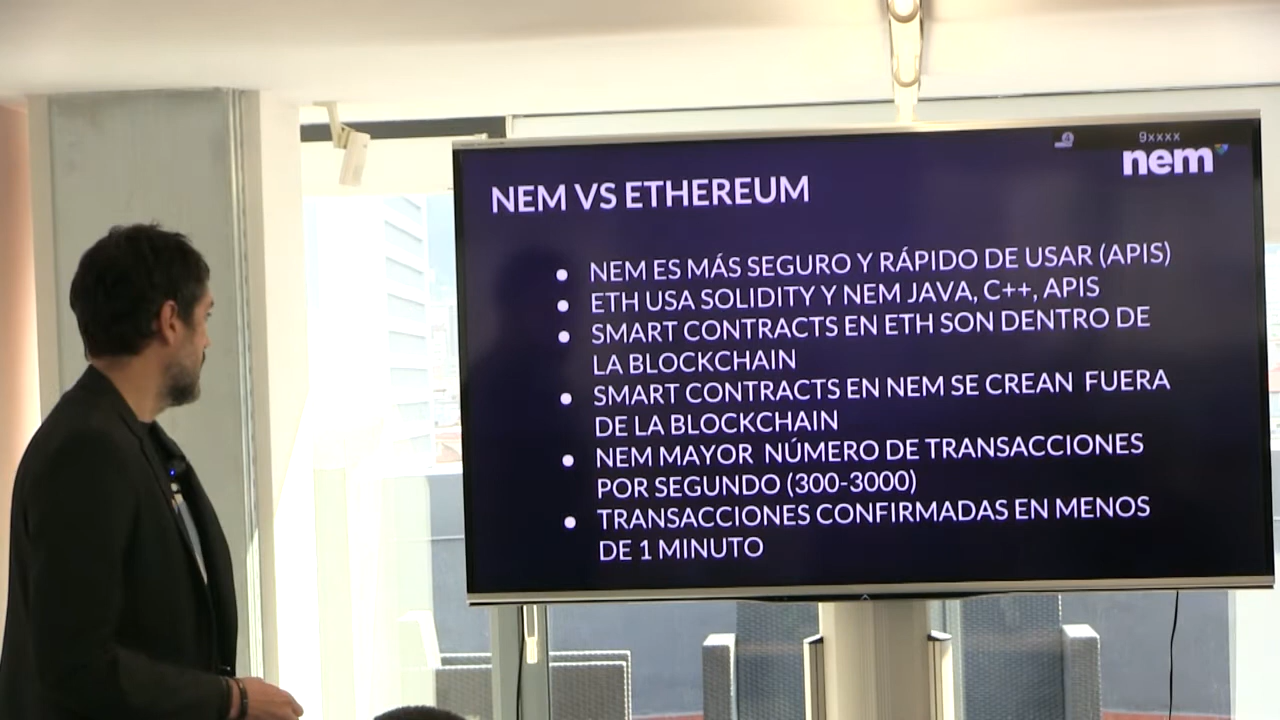 9xxxx
nem
NEM VS ETHEREUM
● NEM ES MÁS SEGURO Y RÁPIDO DE USAR (APIS)
● ETH USA SOLIDITY Y NEM JAVA, C++, APIS
● SMART CONTRACTS EN ETH SON DENTRO DE
LA BLOCKCHAIN
● SMART CONTRACTS EN NEM SE CREAN FUERA
DE LA BLOCKCHAIN
● NEM MAYOR NÚMERO DE TRANSACCIONES
POR SEGUNDO (300-3000)
● TRANSACCIONES CONFIRMADAS EN MENOS
DE 1 MINUTO